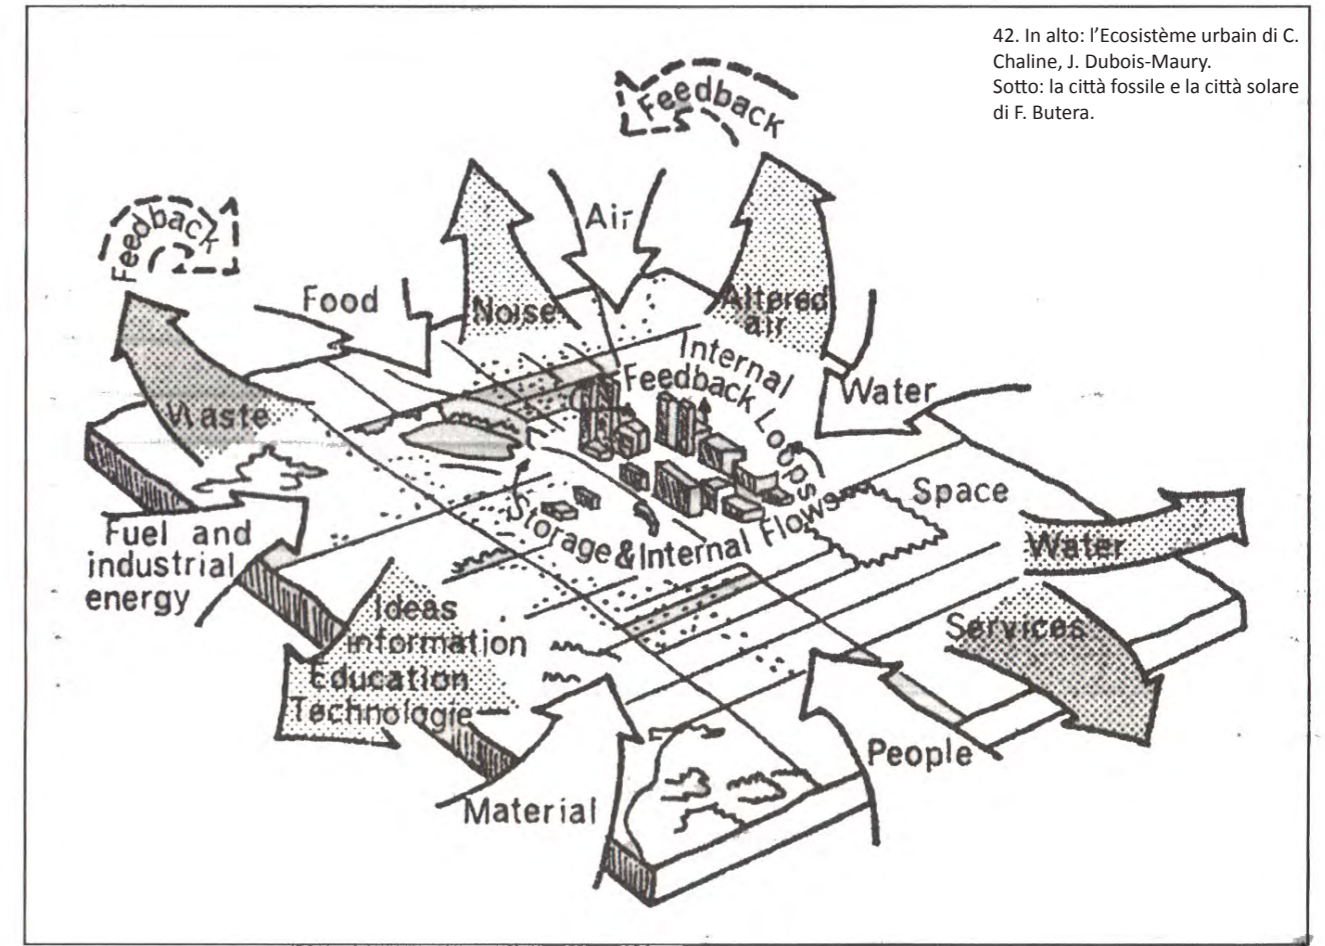 42. In alto: l'Ecosistème urbain di C.
Chaline, J. Dubois-Maury.
Sotto: la città fossile e la città solare
di F. Butera.
Feedback
Feedback
Air
Food
Noise
Altered
air
Internal
Feedback Loops
Water
Waste
Space
Storage & Internal Flows
Fuel and
industrial
energy
Water
Ideas
Information
Education
Technologie
Services
People
Material